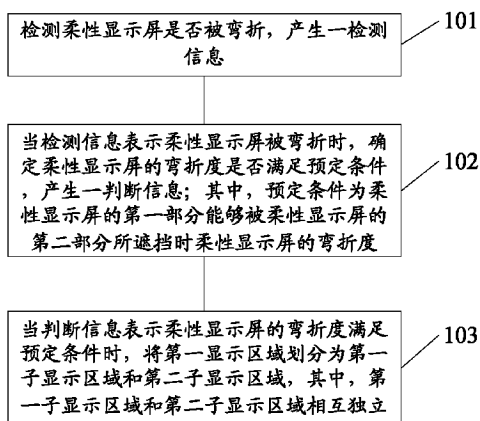 检测柔性显示屏是否被弯折，产生一检测
信息
101
当检测信息表示柔性显示屏被弯折时，确
定柔性显示屏的弯折度是否满足预定条件
，产生一判断信息；其中，预定条件为柔
性显示屏的第一部分能够被柔性显示屏的
第二部分所遮挡时柔性显示屏的弯折度
102
当判断信息表示柔性显示屏的弯折度满足
预定条件时，将第一显示区域划分为第一
子显示区域和第二子显示区域，其中，第
一子显示区域和第二子显示区域相互独立
103